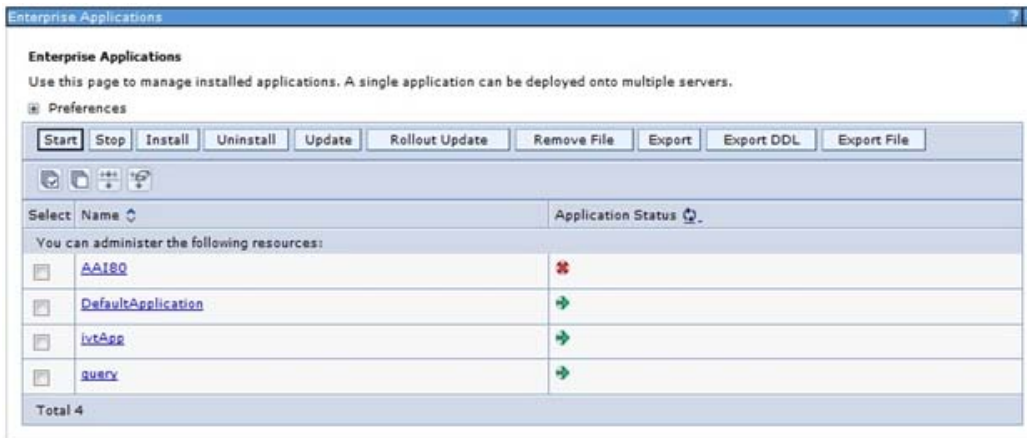 Enterprise Applications
?
Enterprise Applications
Use this page to manage installed applications. A single application can be deployed onto multiple servers.
Preferences
Start Stop Install Uninstall Update Rollout Update Remove File Export Export DDL Export File
Select Name Application Status
You can administer the following resources:
AAI80
DefaultApplication
ivtApp
query
Total 4